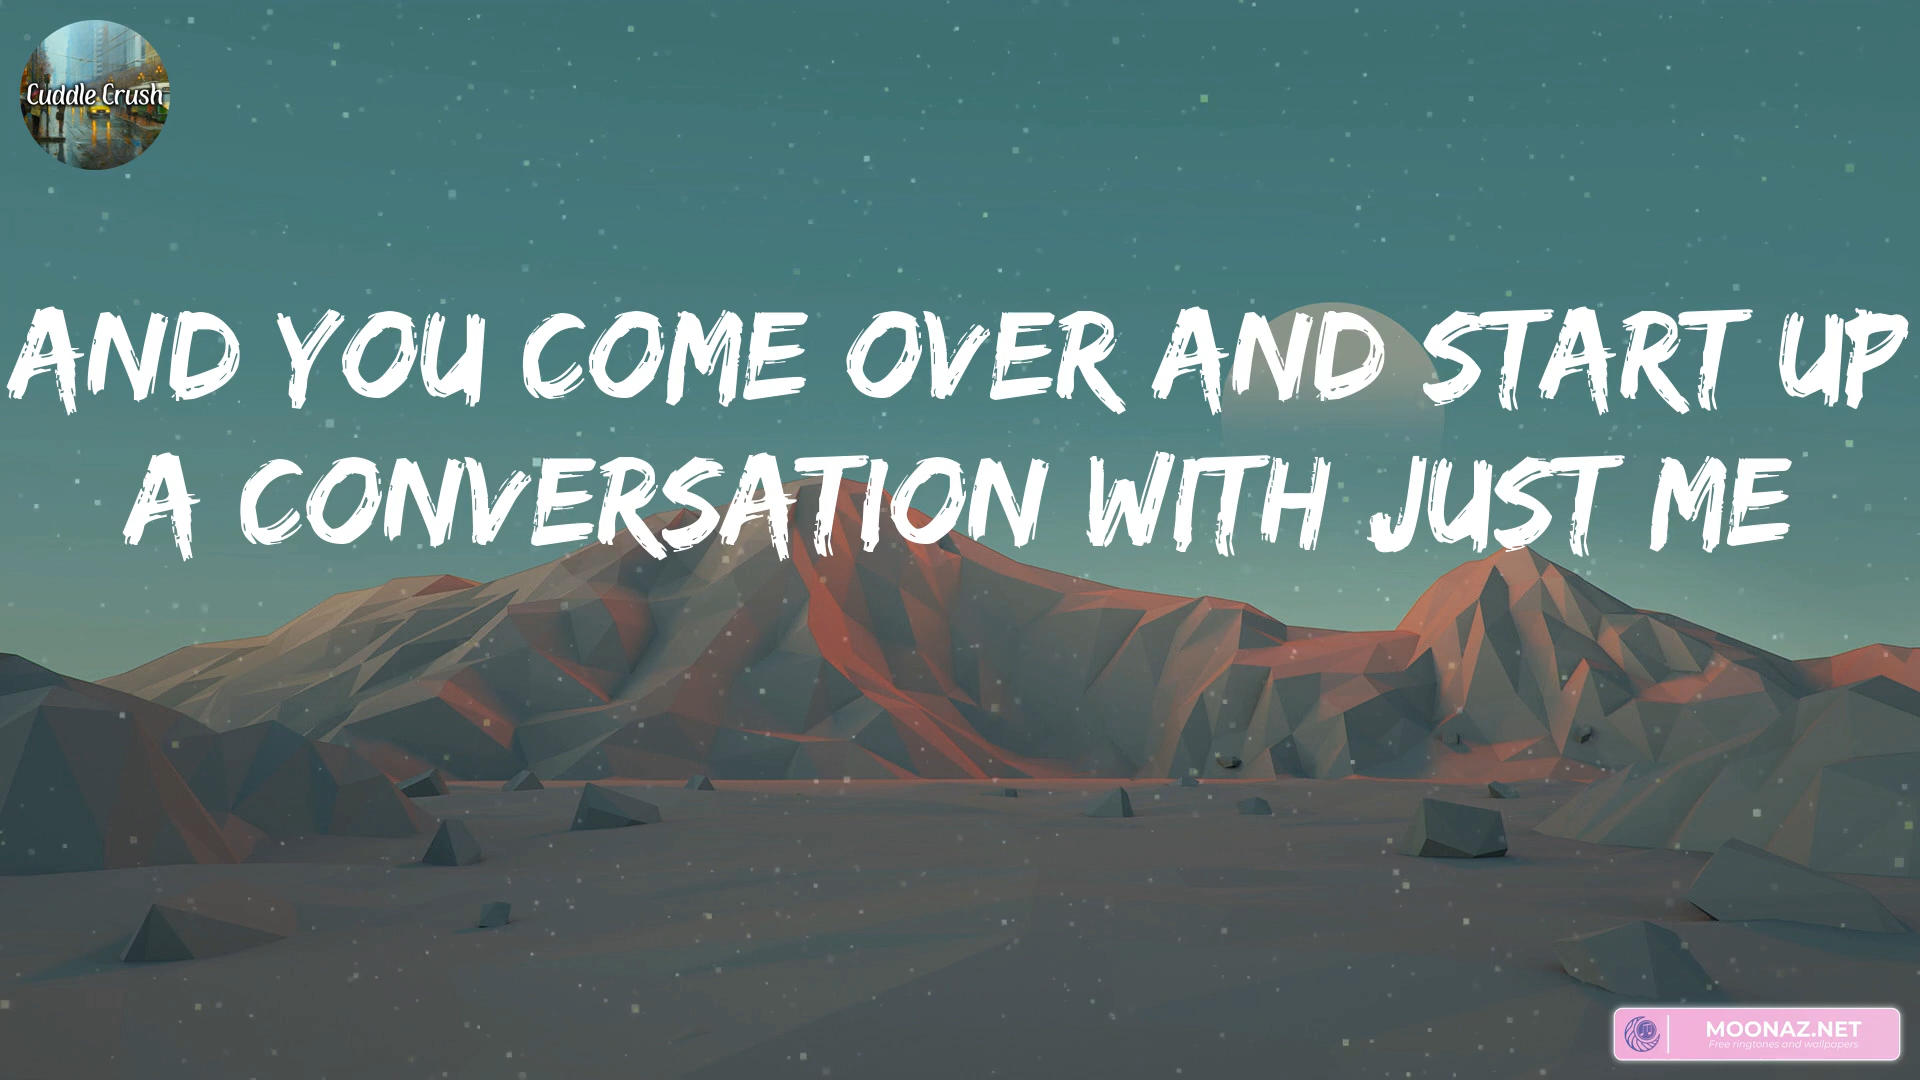 Cuddle Crush
AND YOU COME OVER AND START UP
A CONVERSATION WITH JUST ME
MOONAZ.NET
Free ringtones and wallpapers